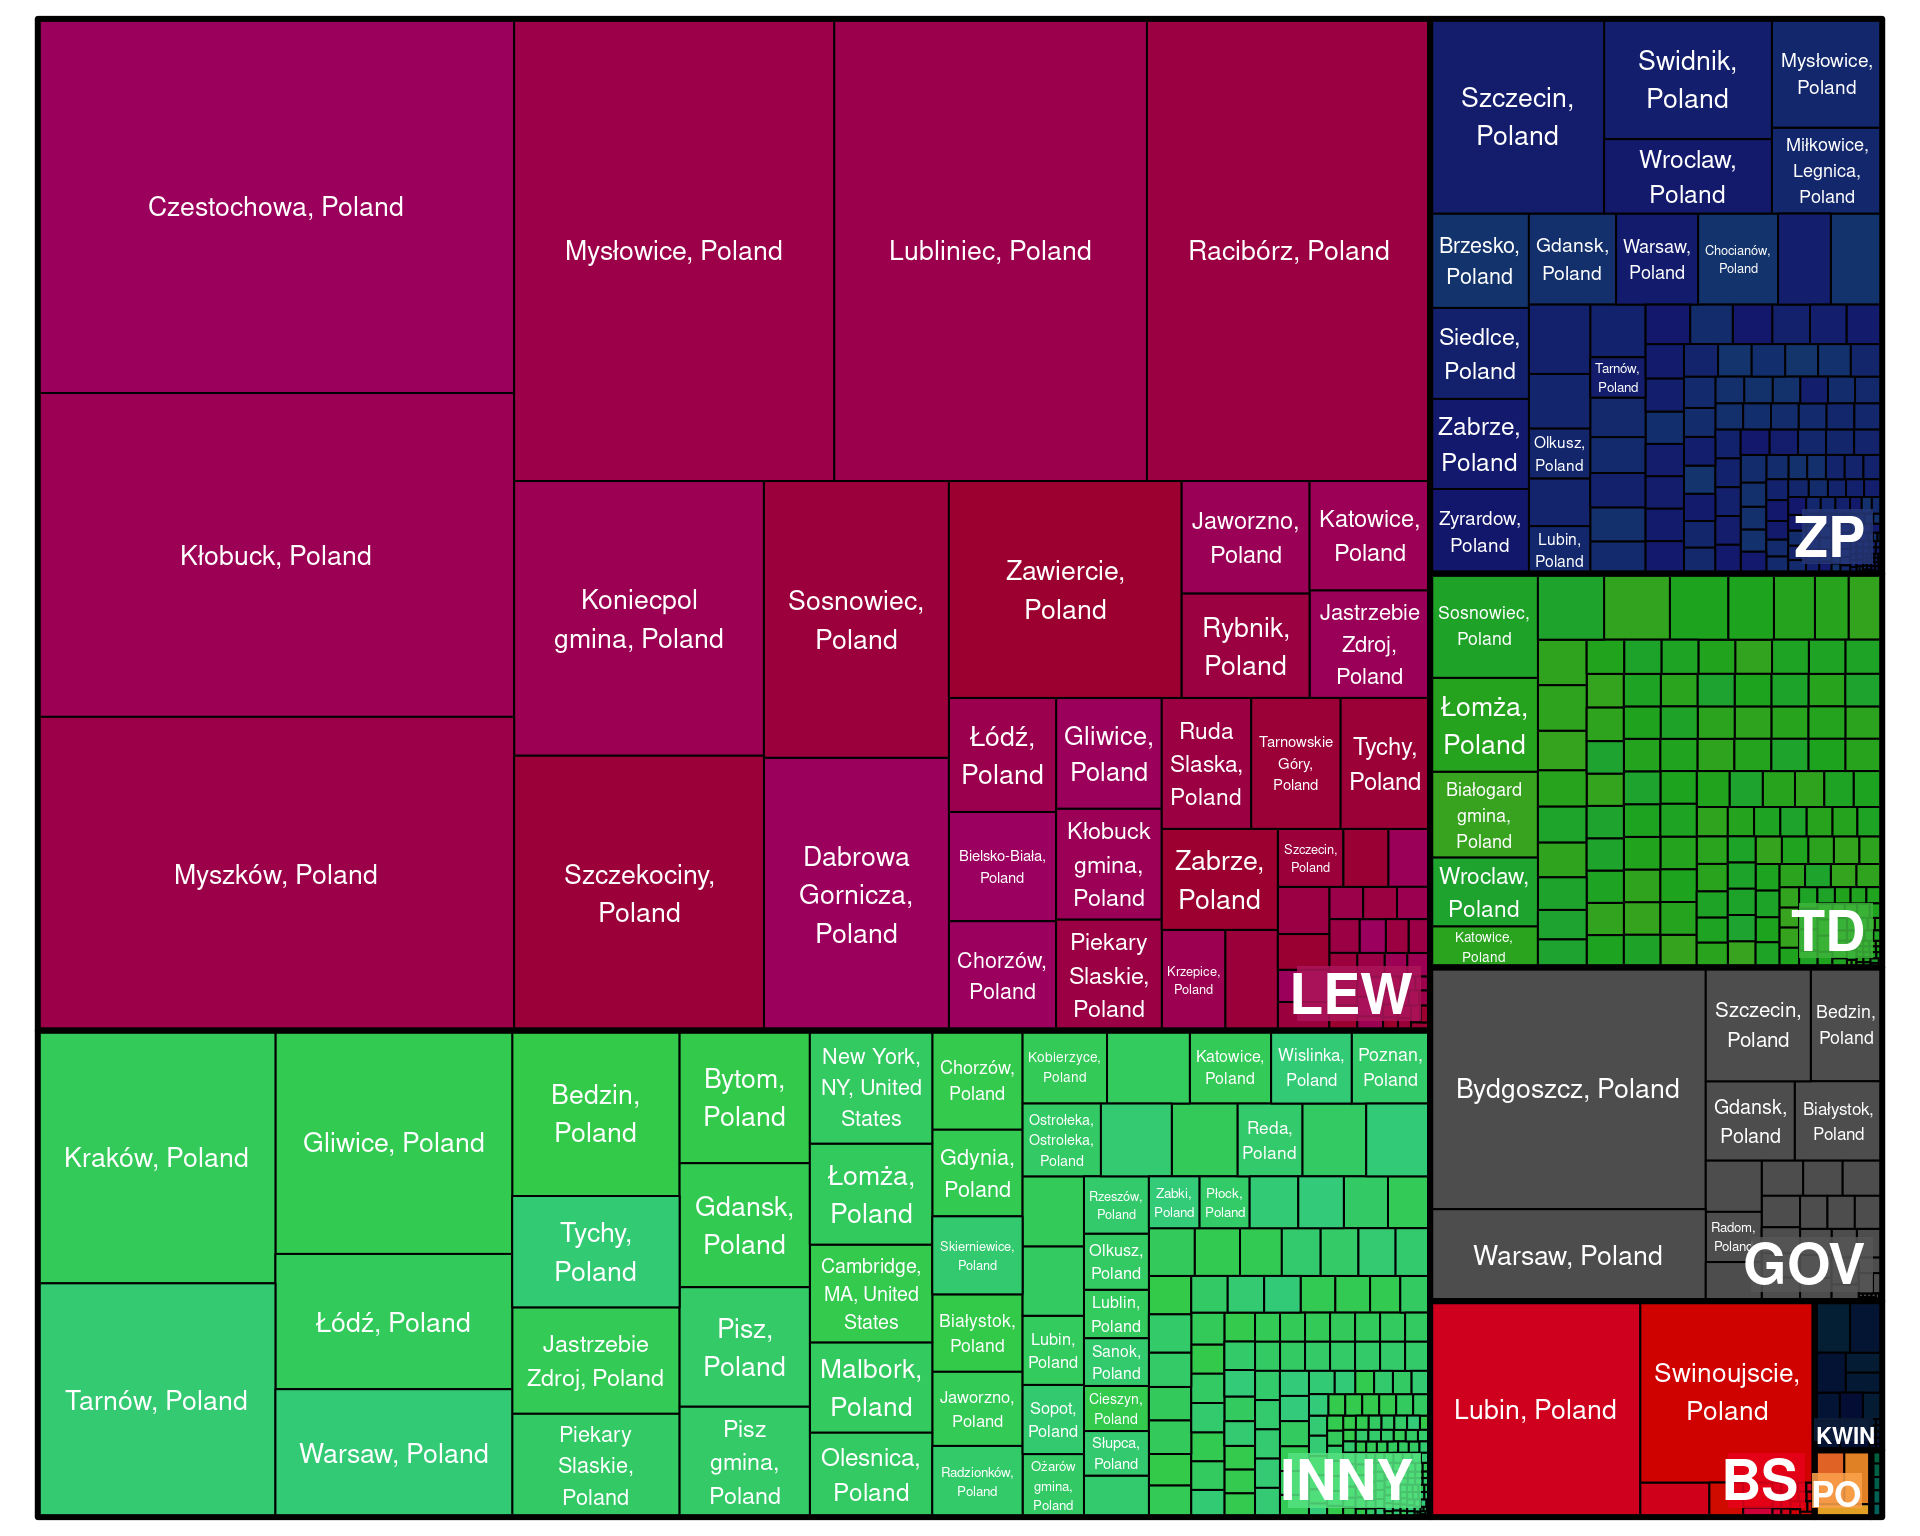 Czestochowa, Poland
Kłobuck, Poland
Myszków, Poland
Mysłowice, Poland
Lubliniec, Poland
Racibórz, Poland
Koniecpol
gmina, Poland
Szczekociny,
Poland
Sosnowiec,
Poland
Dabrowa
Gornicza,
Poland
Zawiercie,
Poland
Jaworzno,
Poland
Katowice,
Poland
Rybnik,
Poland
Jastrzebie
Zdroj,
Poland
Łódź,
Poland
Bielsko-Biała,
Poland
Chorzów,
Poland
Gliwice,
Poland
Kłobuck
gmina,
Poland
Piekary
Slaskie,
Poland
Ruda
Slaska,
Poland
Tarnowskie
Góry,
Poland
Tychy,
Poland
Zabrze,
Poland
Szczecin,
Poland
Krzepice,
Poland
LEW
Szczecin,
Poland
Swidnik,
Poland
Wroclaw,
Poland
Mysłowice,
Poland
Miłkowice,
Legnica,
Poland
Brzesko,
Poland
Gdansk,
Poland
Warsaw,
Poland
Chocianów,
Poland
Siedlce,
Poland
Zabrze,
Poland
Zyrardow,
Poland
Tarnów,
Poland
Olkusz,
Poland
Lubin,
Poland
ZP
Sosnowiec,
Poland
Łomża,
Poland
Białogard
gmina,
Poland
Wroclaw,
Poland
Katowice,
Poland
TD
Bydgoszcz, Poland
Warsaw, Poland
Szczecin,
Poland
Bedzin,
Poland
Gdansk,
Poland
Białystok,
Poland
Radom,
Poland
GOV
Lubin, Poland
Swinoujscie,
Poland
BS
KWIN
PO
Kraków, Poland
Tarnów, Poland
Gliwice, Poland
Łódź, Poland
Warsaw, Poland
Bedzin,
Poland
Tychy,
Poland
Jastrzebie
Zdroj, Poland
Piekary
Slaskie,
Poland
Bytom,
Poland
Gdansk,
Poland
Pisz,
Poland
Pisz
gmina,
Poland
New York,
NY, United
States
Łomża,
Poland
Cambridge,
MA, United
States
Malbork,
Poland
Olesnica,
Poland
Chorzów,
Poland
Gdynia,
Poland
Skierniewice,
Poland
Białystok,
Poland
Jaworzno,
Poland
Radzionków,
Poland
Kobierzyce,
Poland
Katowice,
Poland
Wislinka,
Poland
Poznan,
Poland
Ostrołeka,
Ostroleka,
Poland
Reda,
Poland
Rzeszów,
Poland
Zabki,
Poland
Płock,
Poland
Olkusz,
Poland
Lublin,
Poland
Lubin,
Poland
Sanok,
Poland
Sopot,
Poland
Cieszyn,
Poland
Słupca,
Poland
Ożarów
gmina,
Poland
INNY